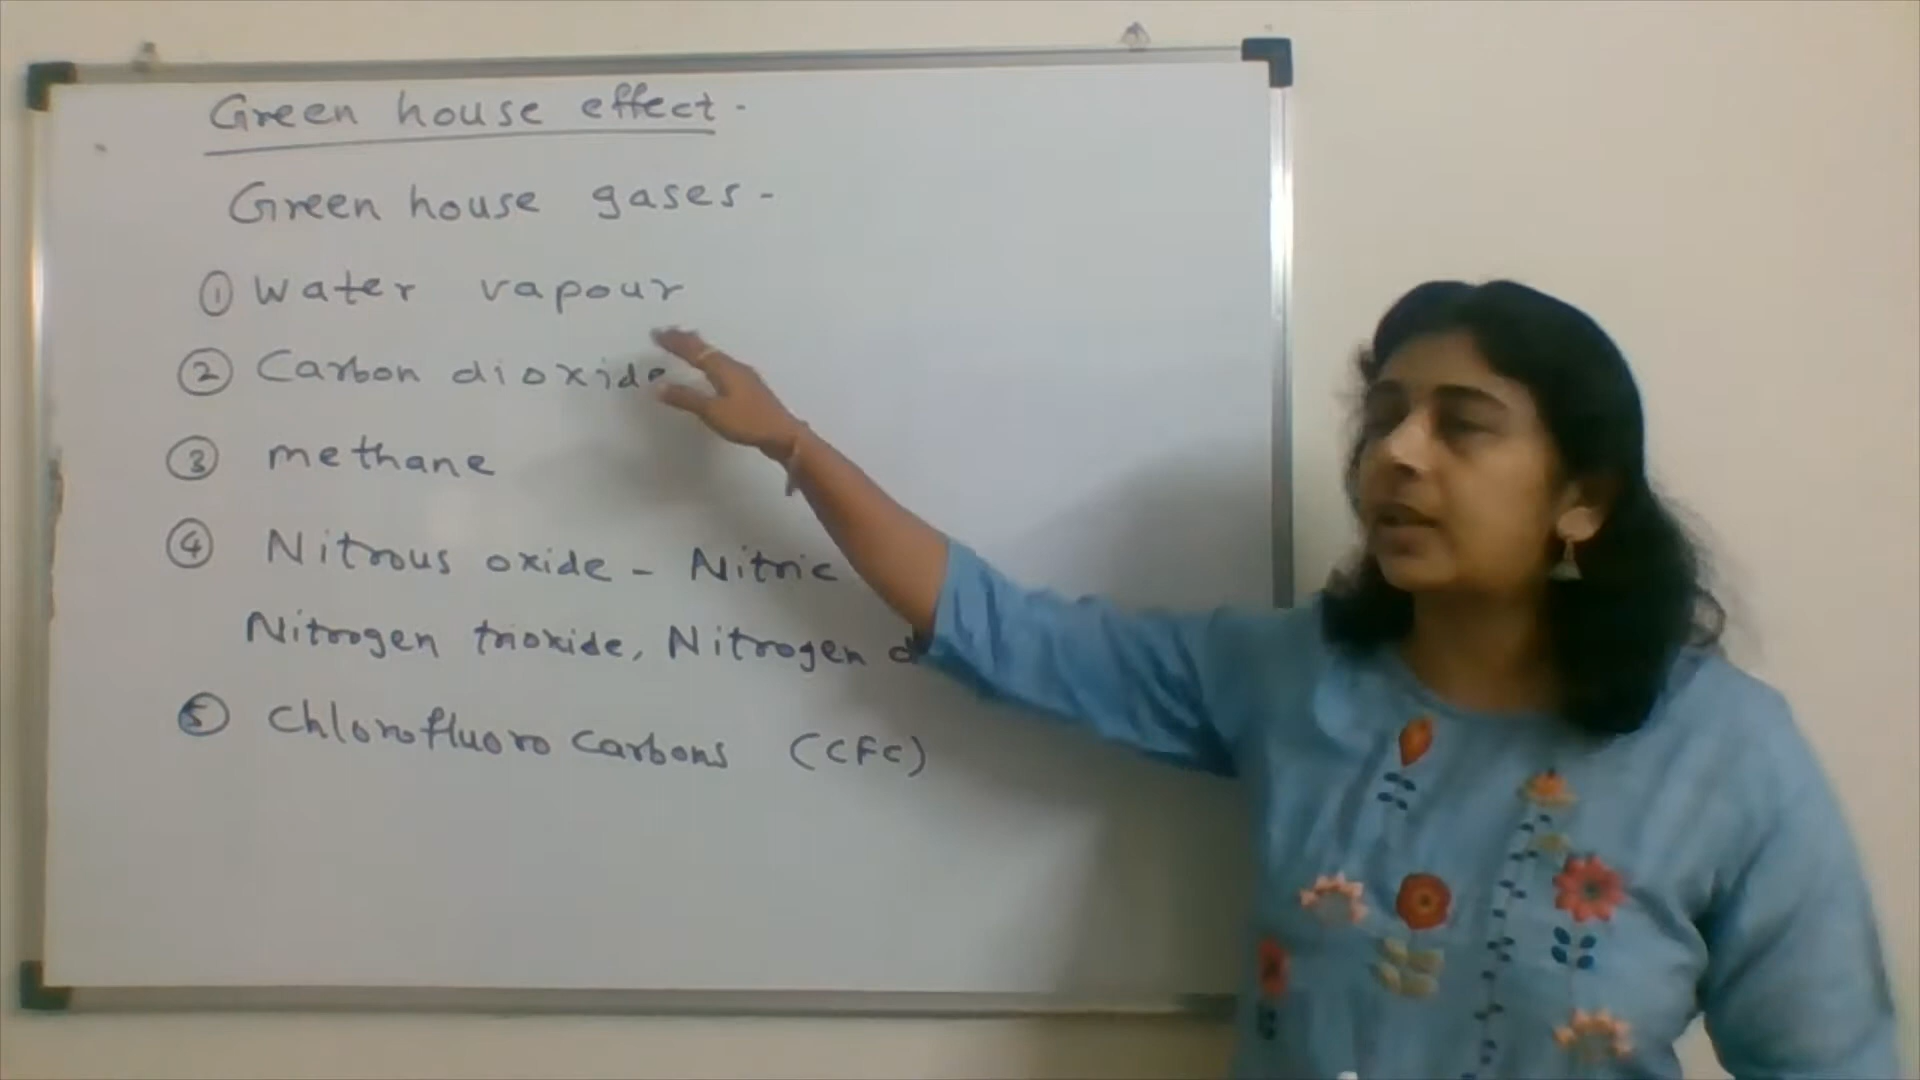 Green house effect -
Green house gases -
① Water vapour
② Carbon dioxide
③ methane
④ Nitrous oxide - Nitric
Nitrogen trioxide, Nitrogen
⑤ Chlorofluoro carbons (CFC)